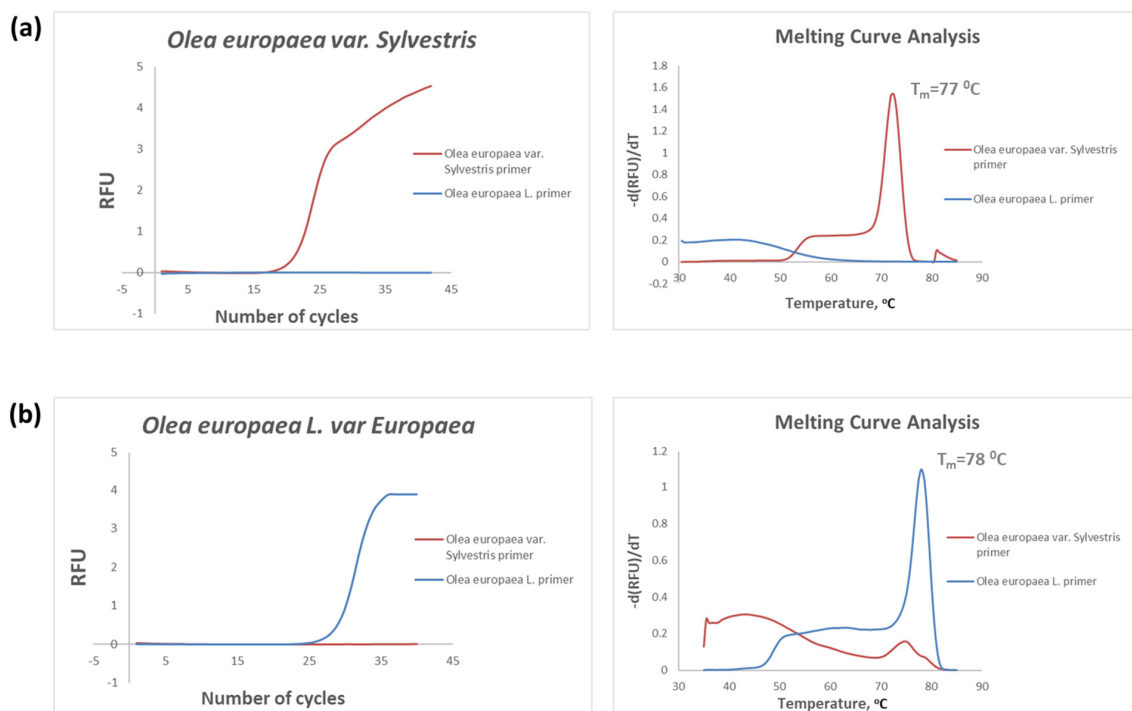 (a)
Olea europaea var. Sylvestris
5
4
3
2
1
0
-1
-5
5
15
25
35
45
RFU
Number of cycles
Olea europaea var.
Sylvestris primer
Olea europaea L. primer
Melting Curve Analysis
Tm=77 ⁰C
1.8
1.6
1.4
1.2
1
0.8
0.6
0.4
0.2
0
-0.2
30
40
50
60
70
80
90
-d(RFU)/dT
Temperature, ºC
Olea europaea var. Sylvestris
primer
Olea europaea L. primer
(b)
Olea europaea L. var Europaea
5
4
3
2
1
0
-1
-5
5
15
25
35
45
RFU
Number of cycles
Olea europaea var.
Sylvestris primer
Olea europaea L. primer
Melting Curve Analysis
Tm=78 ⁰C
1.2
1
0.8
0.6
0.4
0.2
0
30
40
50
60
70
80
90
-d(RFU)/dT
Temperature, ºC
Olea europaea var. Sylvestris
primer
Olea europaea L. primer